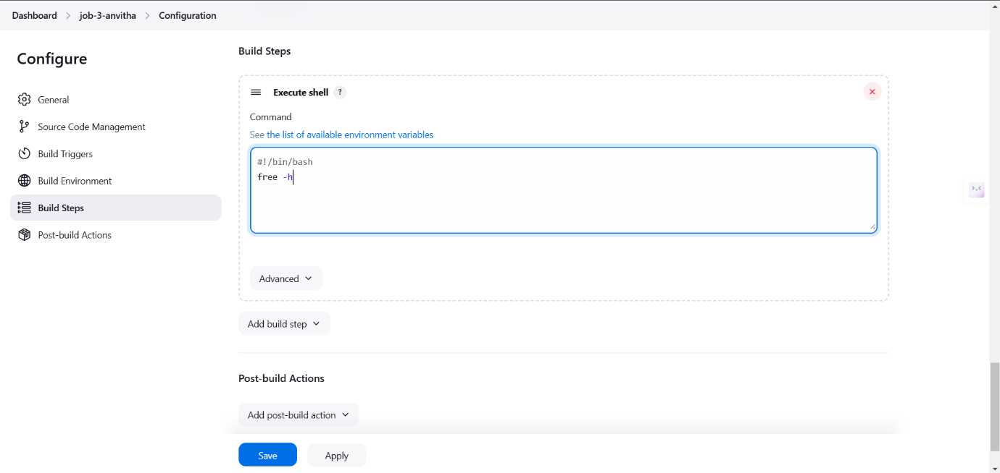 Dashboard > job-3-anvitha > Configuration
Configure
General
Source Code Management
Build Triggers
Build Environment
Build Steps
Post-build Actions
Build Steps
Execute shell ?
Command
See the list of available environment variables
#!/bin/bash
free -h
Advanced
Add build step
Post-build Actions
Add post-build action
Save
Apply